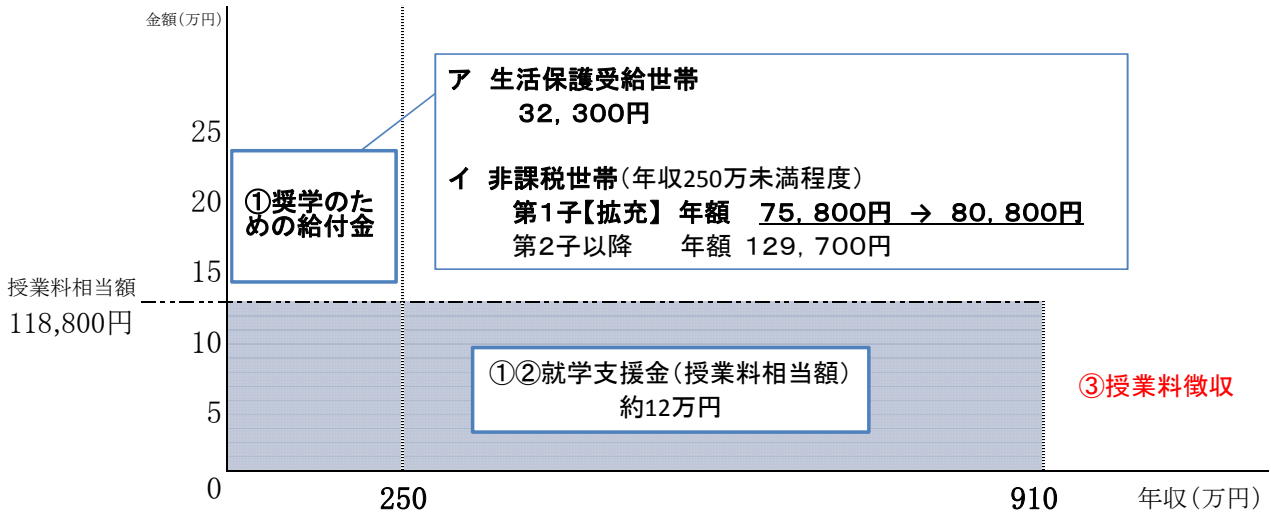 金額(万円)
ア 生活保護受給世帯
32,300円
イ 非課税世帯(年収250万未満程度)
第1子【拡充】 年額 75,800円 → 80,800円
第2子以降 年額 129,700円
25
20
15
10
5
0
①奨学のた
めの給付金
授業料相当額
118,800円
①②就学支援金(授業料相当額)
約12万円
③授業料徴収
250
910
年収(万円)